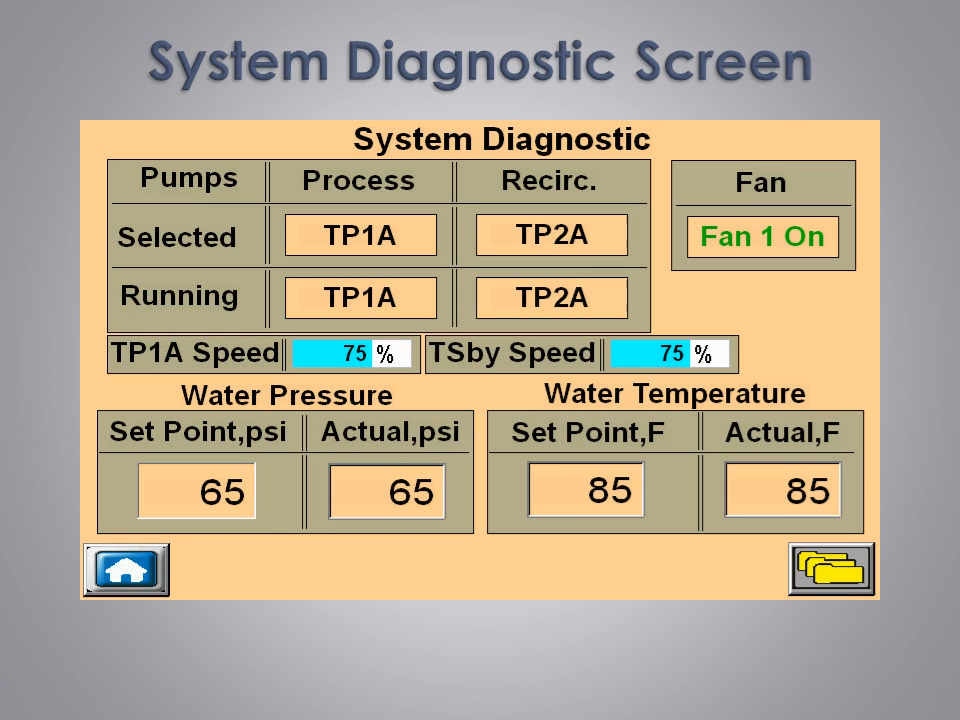 System Diagnostic Screen
System Diagnostic
Pumps Process Recirc.
Selected TP1A TP2A
Running TP1A TP2A
Fan
Fan 1 On
TP1A Speed 75 %
TSby Speed 75 %
Water Pressure
Set Point,psi Actual,psi
65 65
Water Temperature
Set Point,F Actual,F
85 85